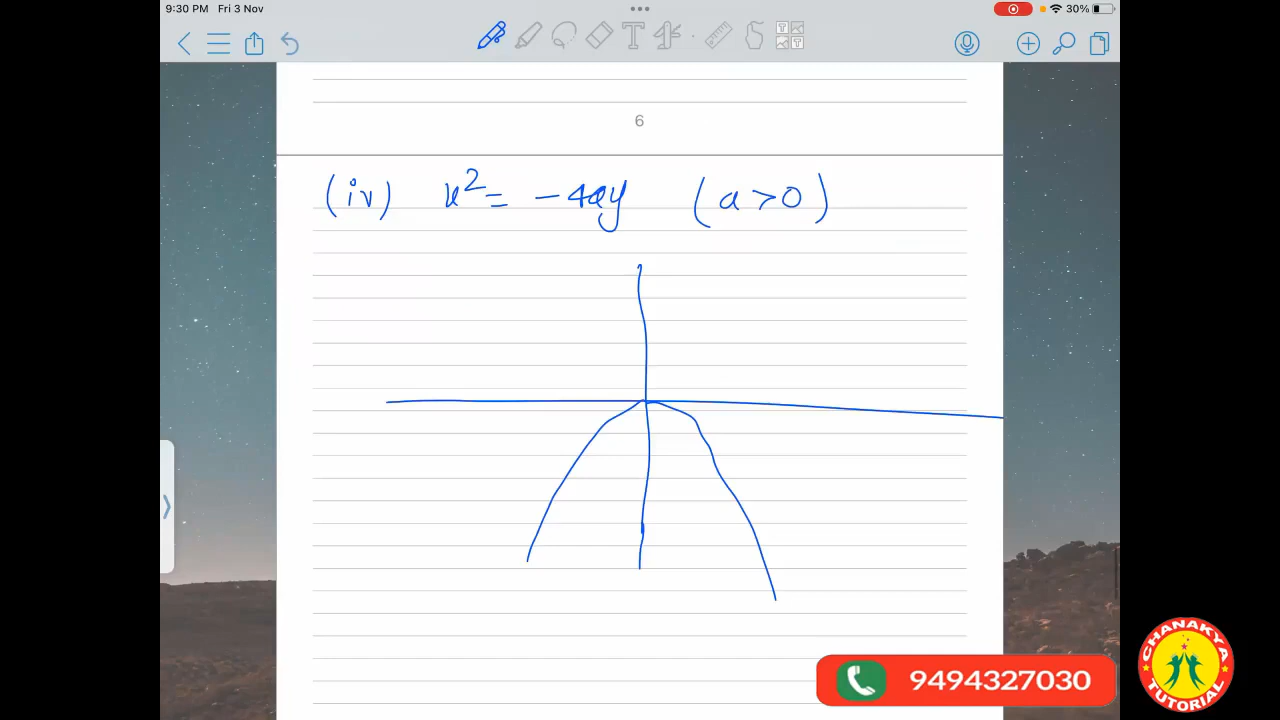 9:30 PM Fri 3 Nov
30%
6
(iv) x² = -4ay (a > 0)
9494327030
CHANAKYA
TUTORIAL